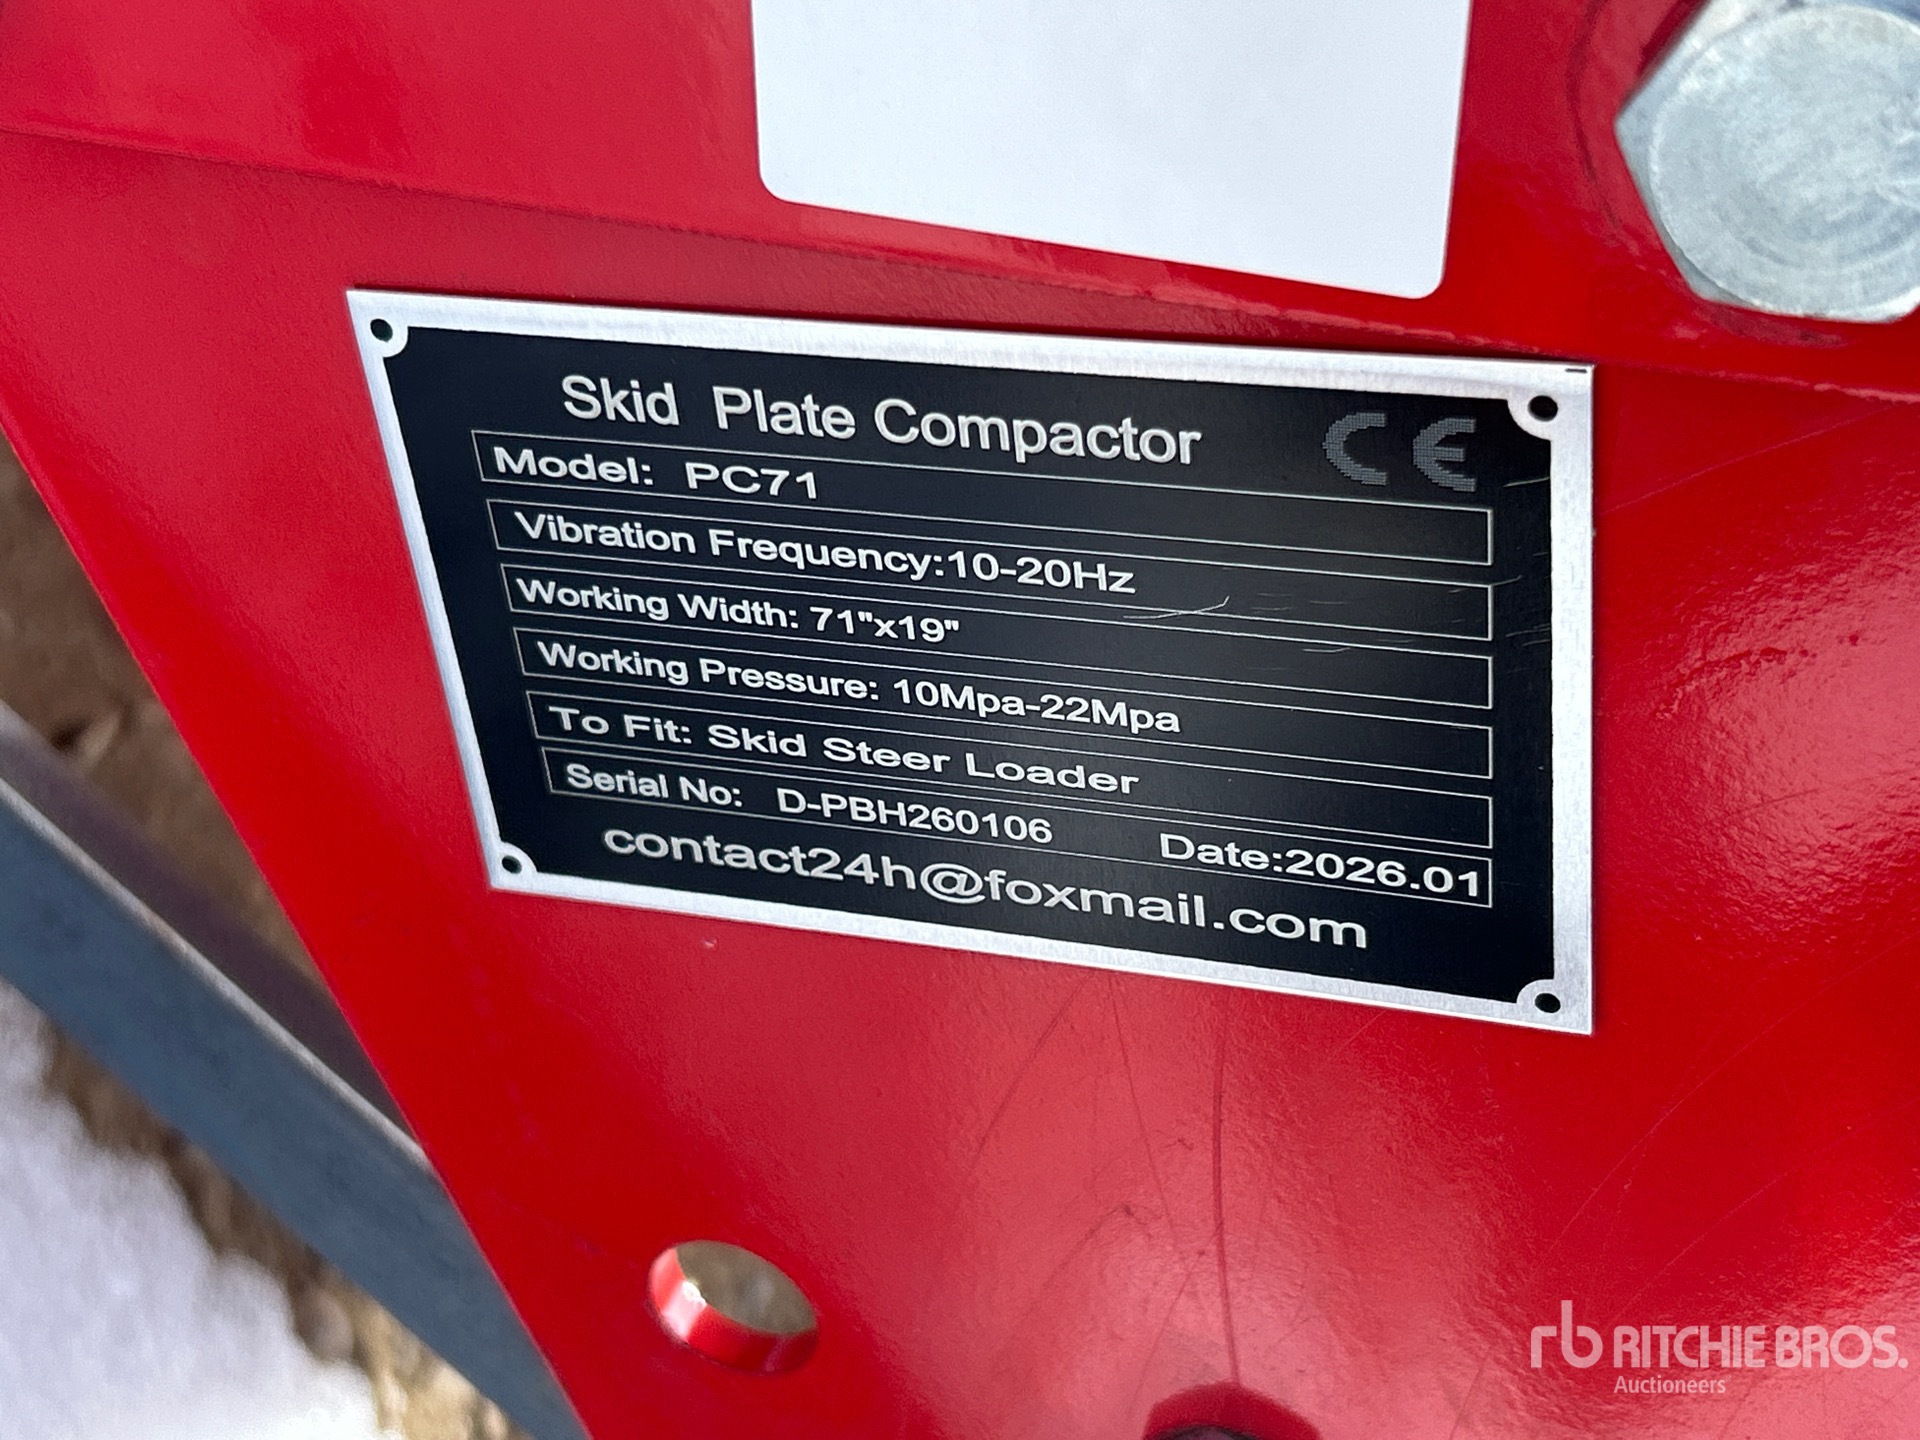 Skid Plate Compactor CE
Model: PC71
Vibration Frequency:10-20Hz
Working Width: 71"x19"
Working Pressure: 10Mpa-22Mpa
To Fit: Skid Steer Loader
Serial No: D-PBH260106 Date:2026.01
contact24h@foxmail.com
rb RITCHIE BROS.
Auctioneers